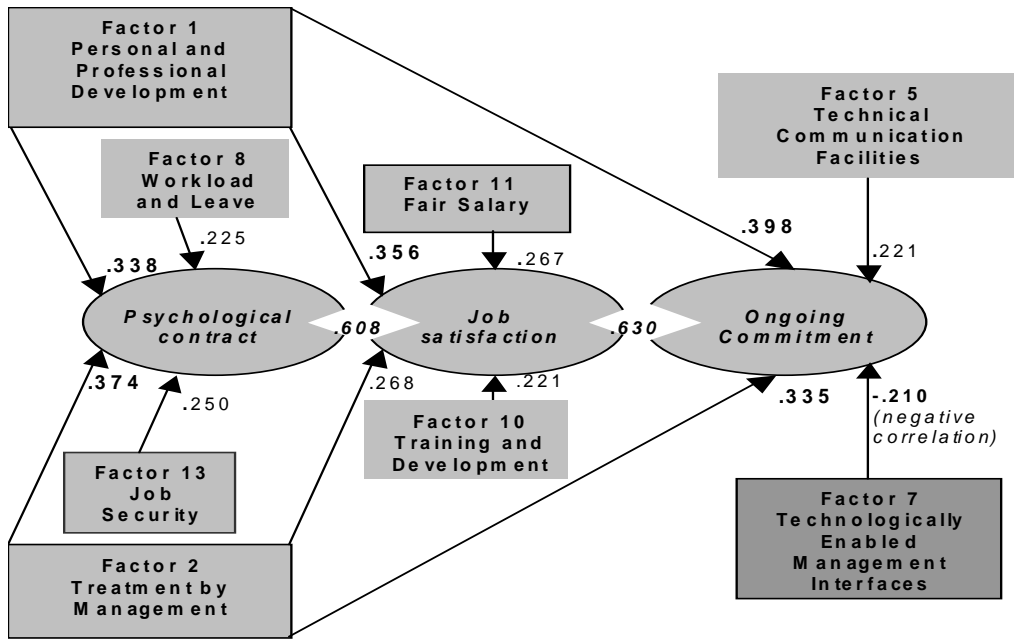 Factor 1
Personal and
Professional
Development
Factor 5
Technical
Communication
Facilities
Factor 8
Workload
and Leave
Factor 11
Fair Salary
.398
.225
.356
.267
.221
.338
Psychological
contract
.608
Job
satisfaction
.630
Ongoing
Commitment
.374
.250
.268
.221
.335
-.210
(negative
correlation)
Factor 10
Training and
Development
Factor 13
Job
Security
Factor 7
Technologically
Enabled
Management
Interfaces
Factor 2
Treatment by
Management